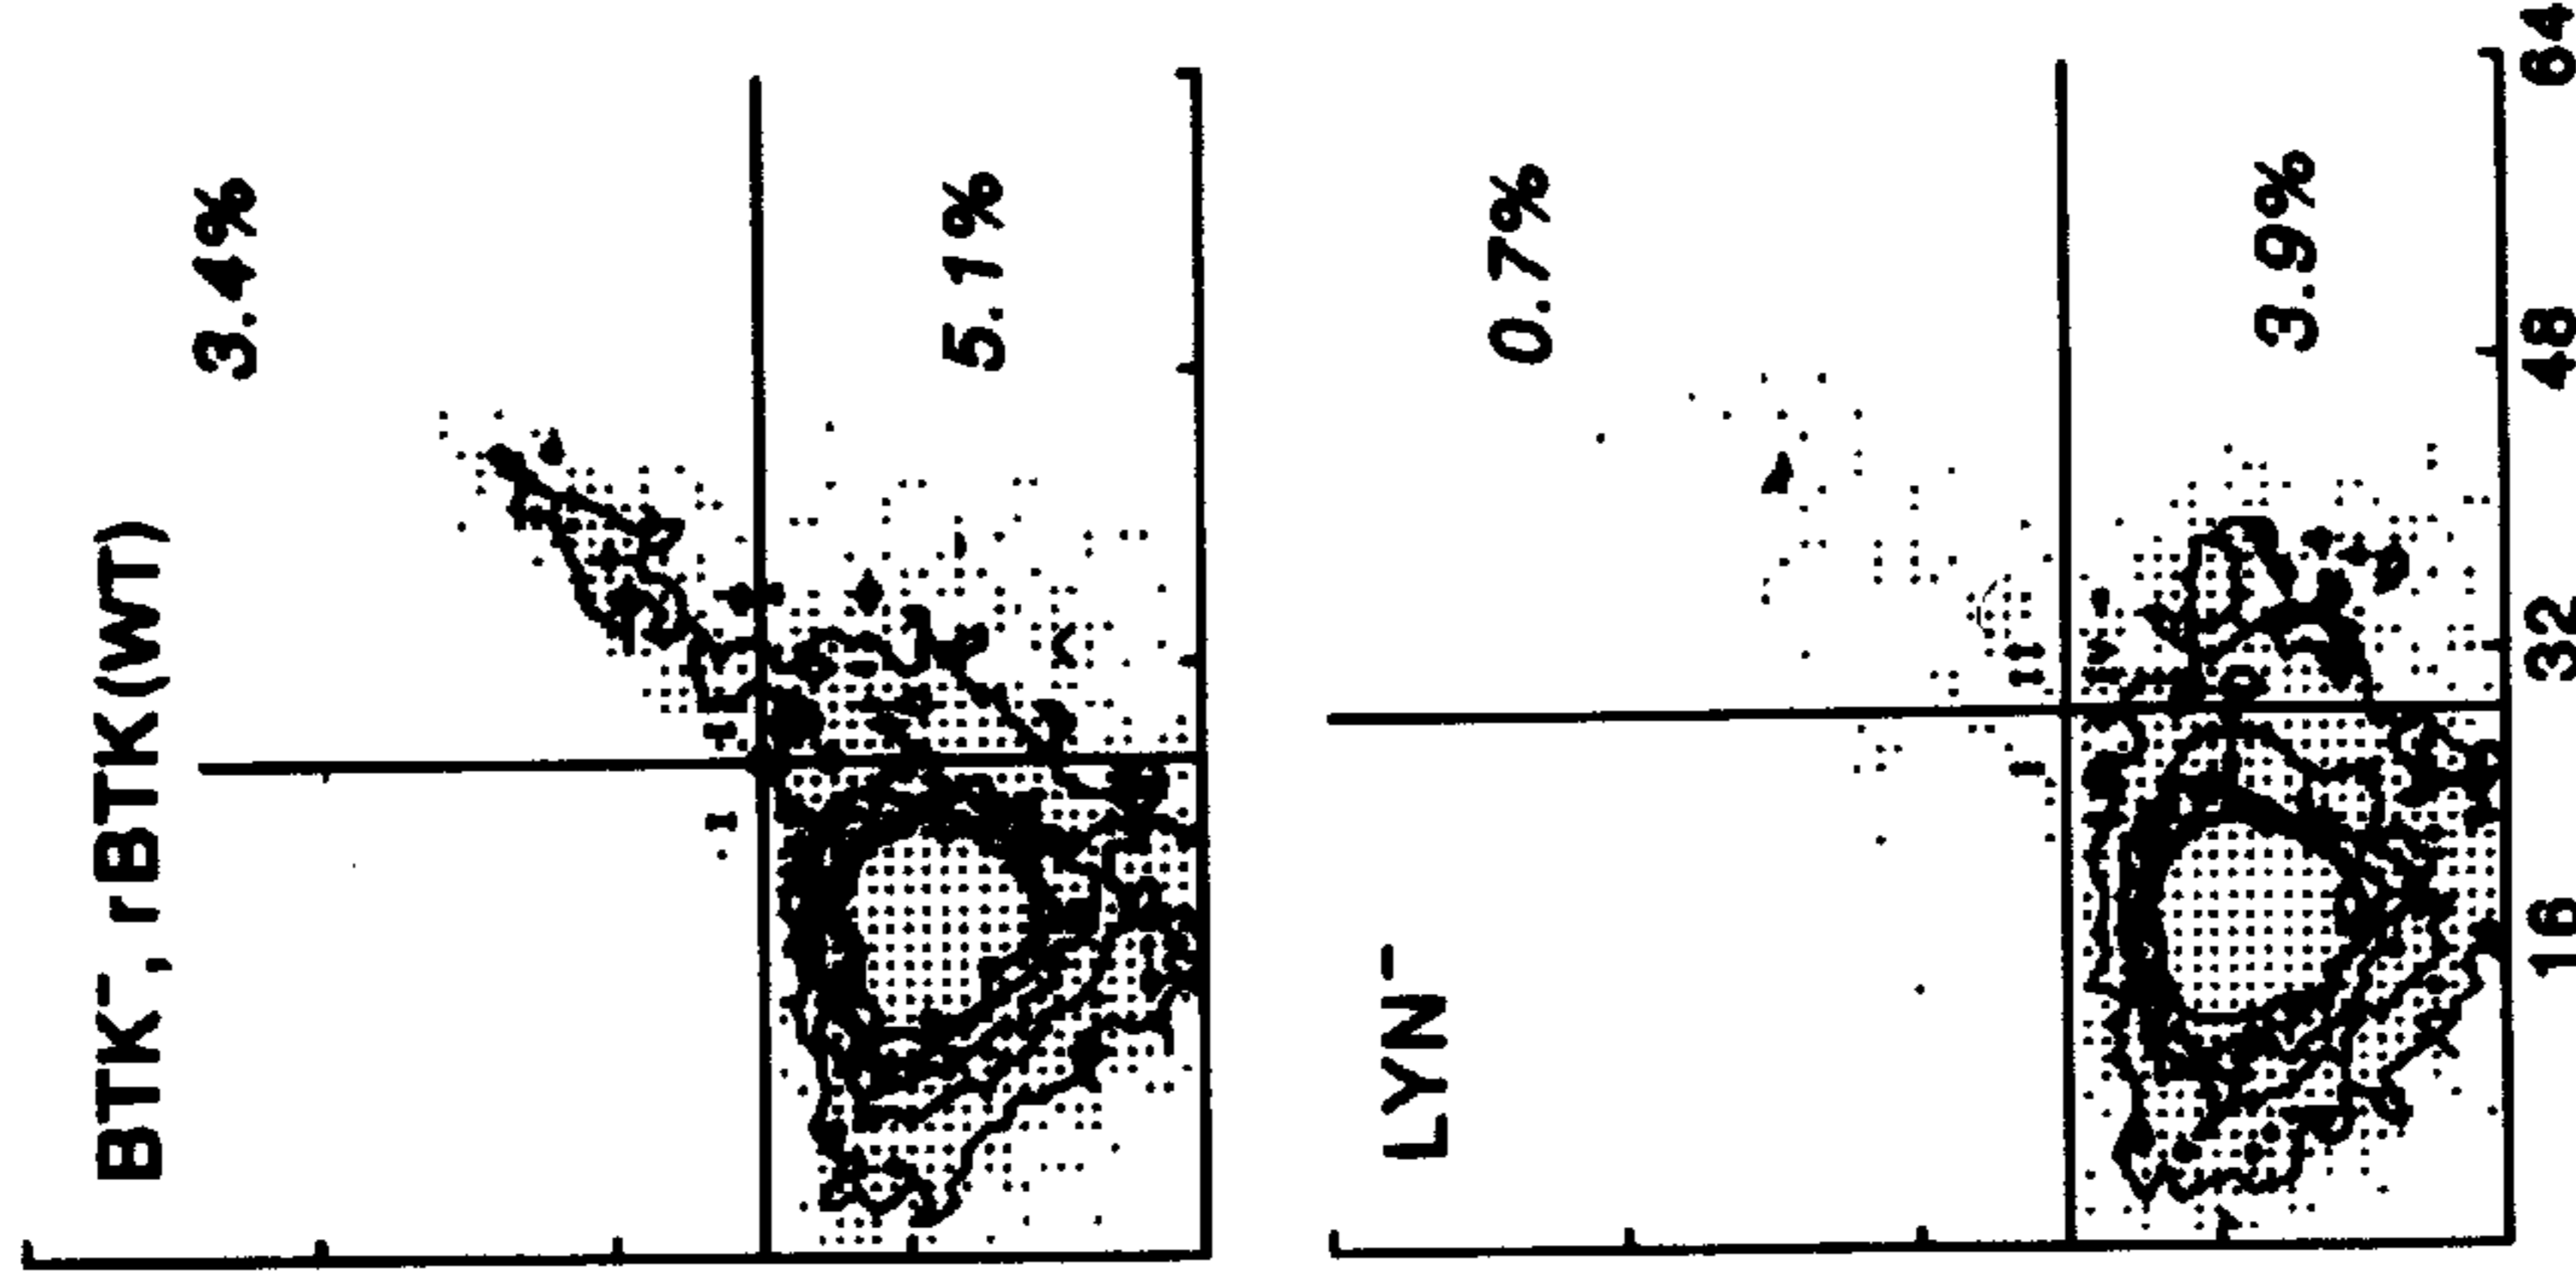 BTK⁻, rBTK(WT)
3.4%
5.1%
LYN⁻
0.7%
3.9%
16 32 48 64